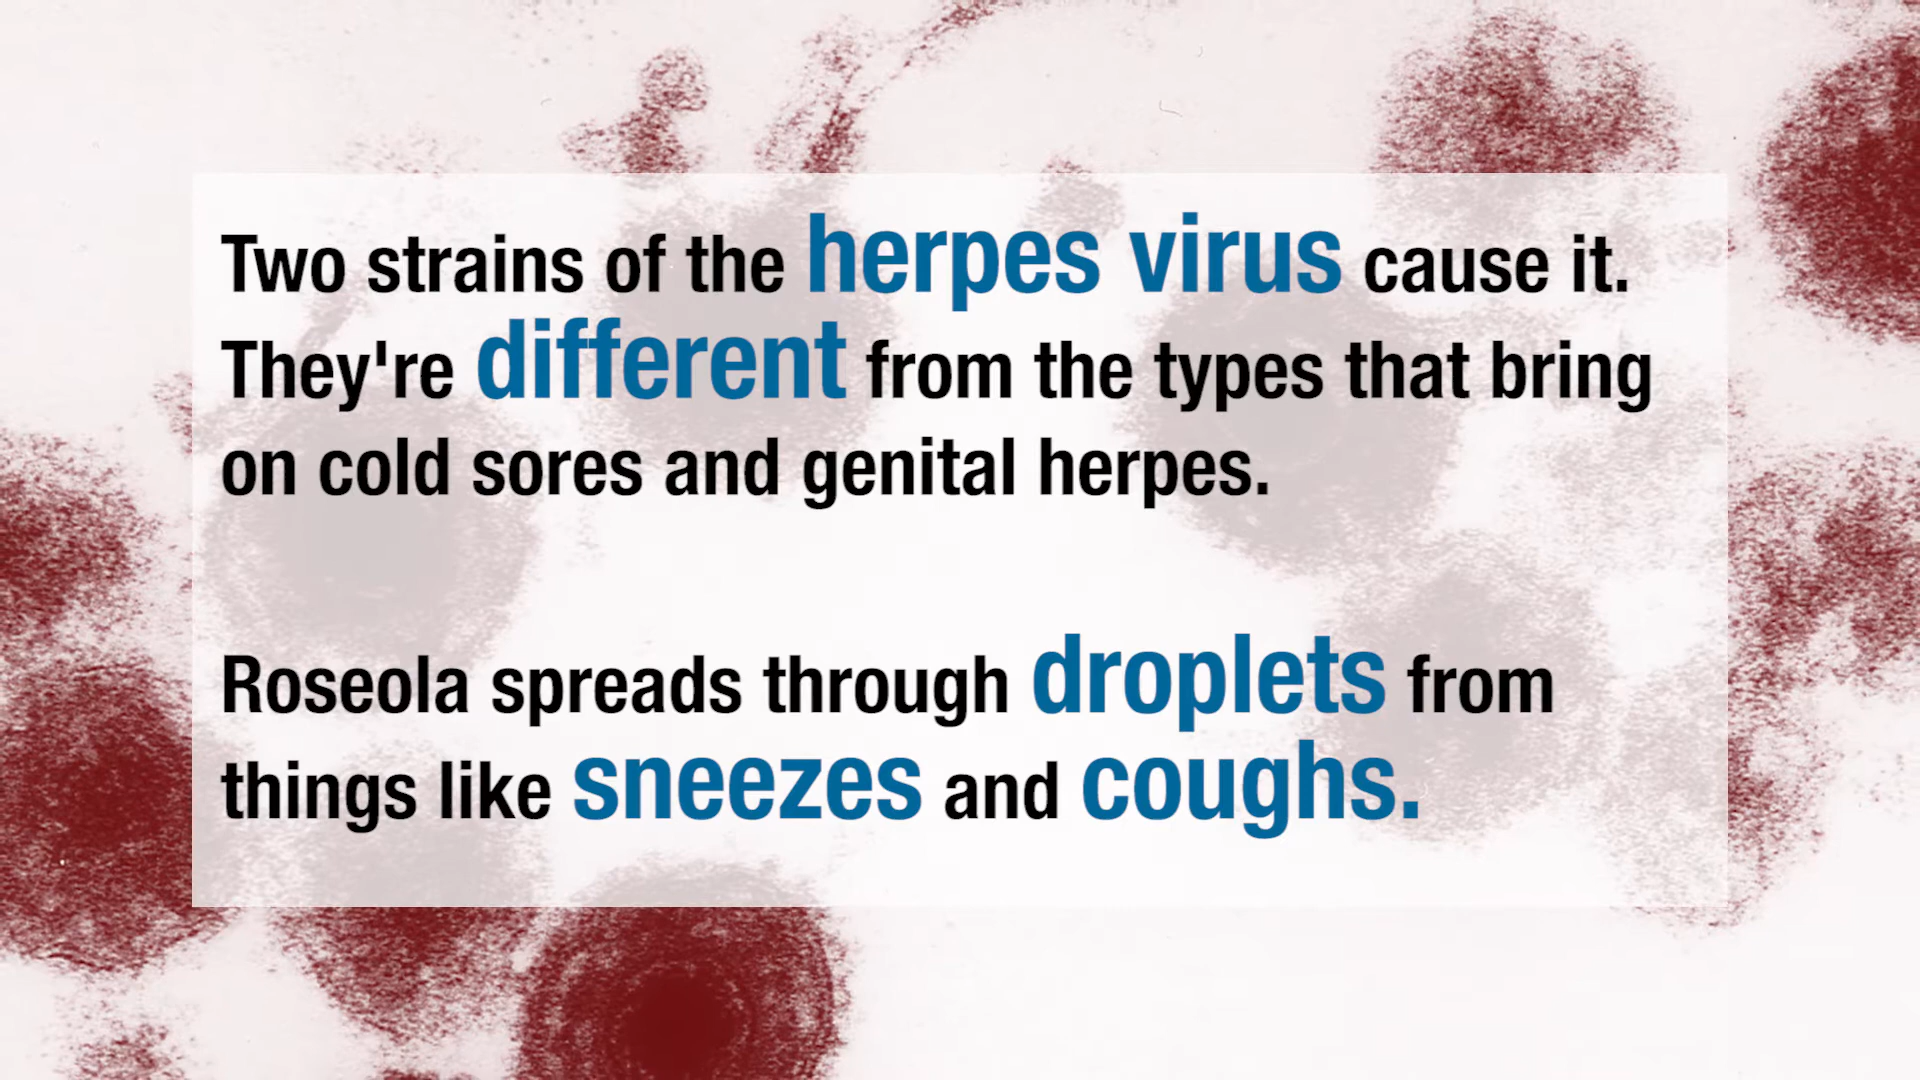 Two strains of the herpes virus cause it.
They're different from the types that bring
on cold sores and genital herpes.
Roseola spreads through droplets from
things like sneezes and coughs.